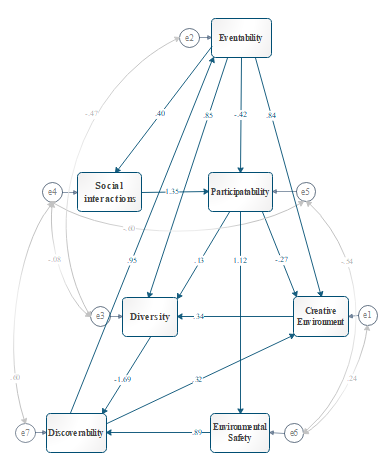 e2
Eventability
-.47
.40
.85
-.42
.84
e4
Social
interactions
1.35
Participatability
e5
-.60
-.08
.95
.13
1.12
-.27
-.54
e3
Diversity
.34
Creative
Environment
e1
.60
-1.69
.32
.24
e7
Discoverability
.89
Environmental
Safety
e6